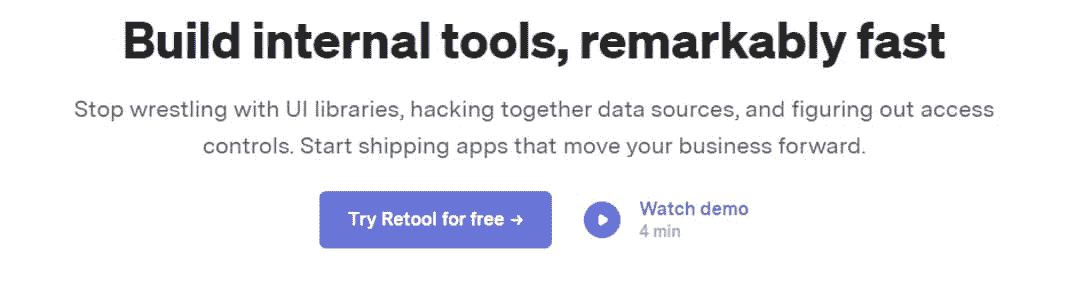 Build internal tools, remarkably fast
Stop wrestling with UI libraries, hacking together data sources, and figuring out access
controls. Start shipping apps that move your business forward.
Try Retool for free →
Watch demo
4 min